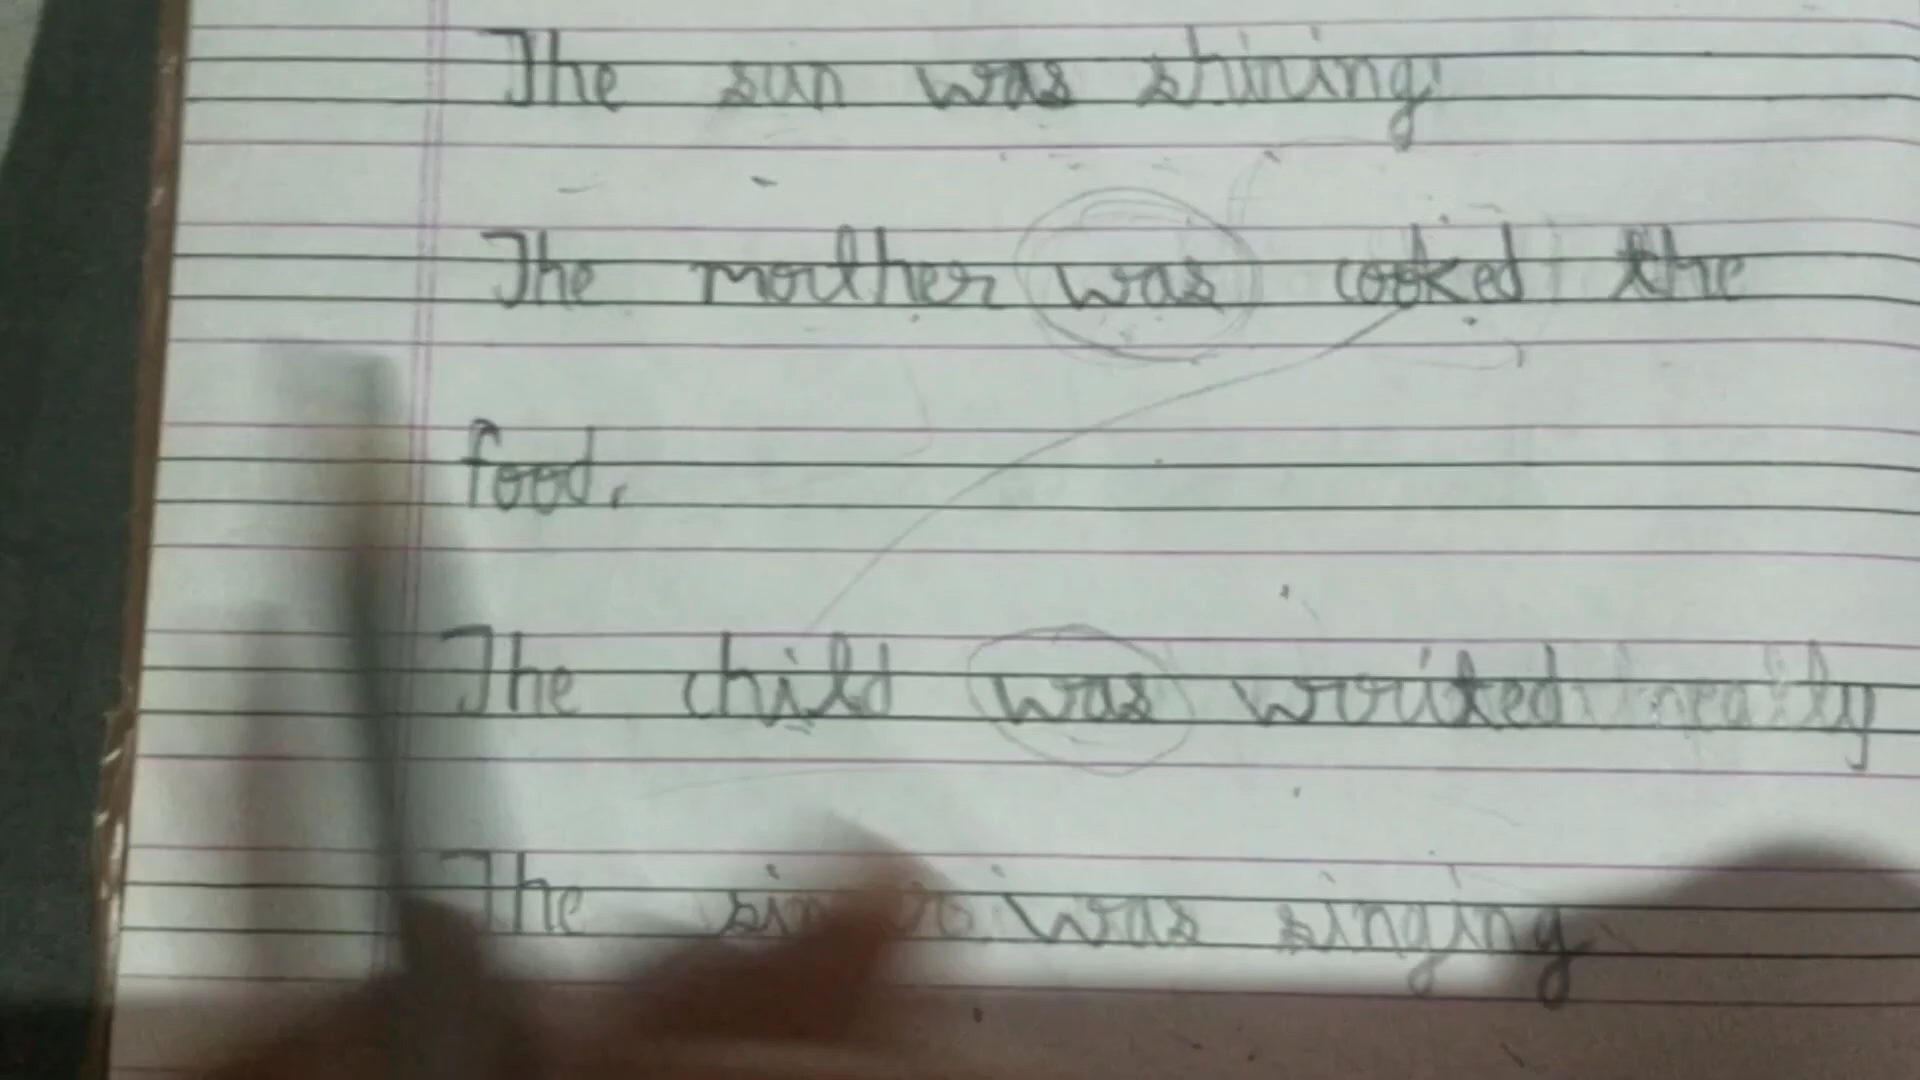 The sun was shining.
The mother was cooked the
food.
The child was writed neatly
The was singing